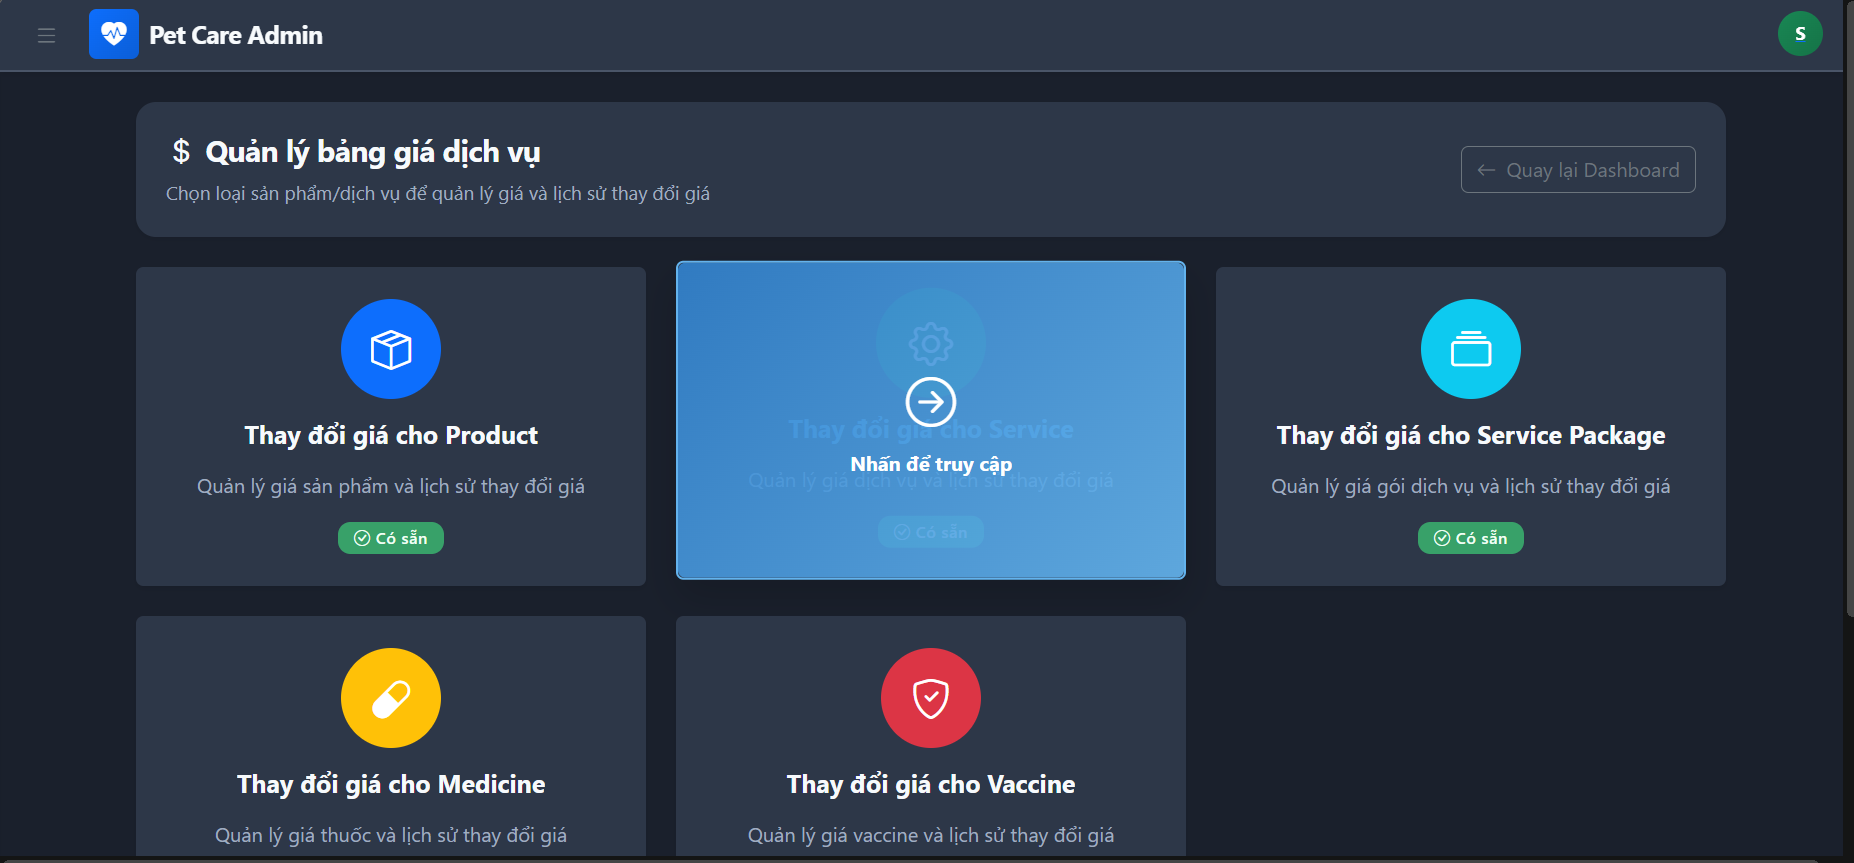 Pet Care Admin
S
$ Quản lý bảng giá dịch vụ
Chọn loại sản phẩm/dịch vụ để quản lý giá và lịch sử thay đổi giá
← Quay lại Dashboard
Thay đổi giá cho Product
Quản lý giá sản phẩm và lịch sử thay đổi giá
Có sẵn
Thay đổi giá cho Service
Nhấn để truy cập
Quản lý giá dịch vụ và lịch sử thay đổi giá
Có sẵn
Thay đổi giá cho Service Package
Quản lý giá gói dịch vụ và lịch sử thay đổi giá
Có sẵn
Thay đổi giá cho Medicine
Quản lý giá thuốc và lịch sử thay đổi giá
Thay đổi giá cho Vaccine
Quản lý giá vaccine và lịch sử thay đổi giá